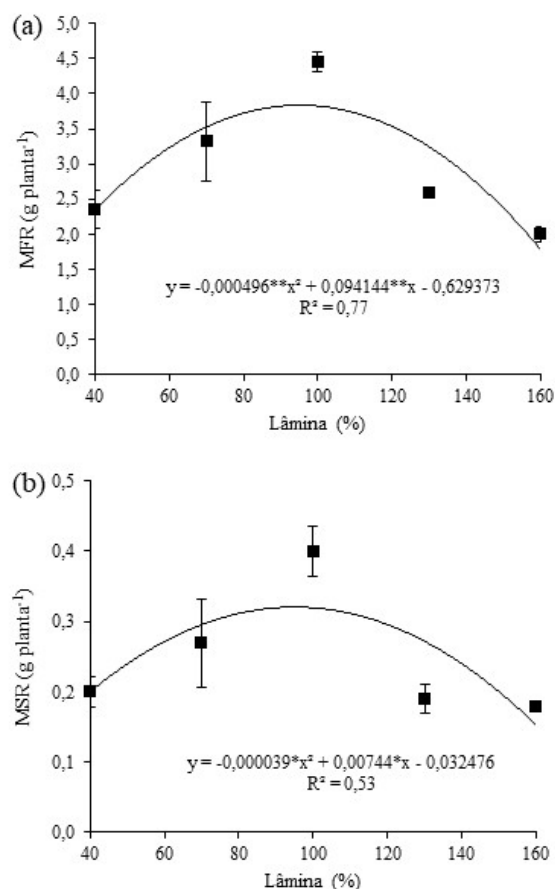 (a)
5,0
4,5
4,0
3,5
3,0
2,5
2,0
1,5
1,0
0,5
0,0
MFR (g planta⁻¹)
y = -0,000496**x² + 0,094144**x - 0,629373
R² = 0,77
40 60 80 100 120 140 160
Lâmina (%)
(b)
0,5
0,4
0,3
0,2
0,1
0,0
MSR (g planta⁻¹)
y = -0,000039*x² + 0,00744*x - 0,032476
R² = 0,53
40 60 80 100 120 140 160
Lâmina (%)